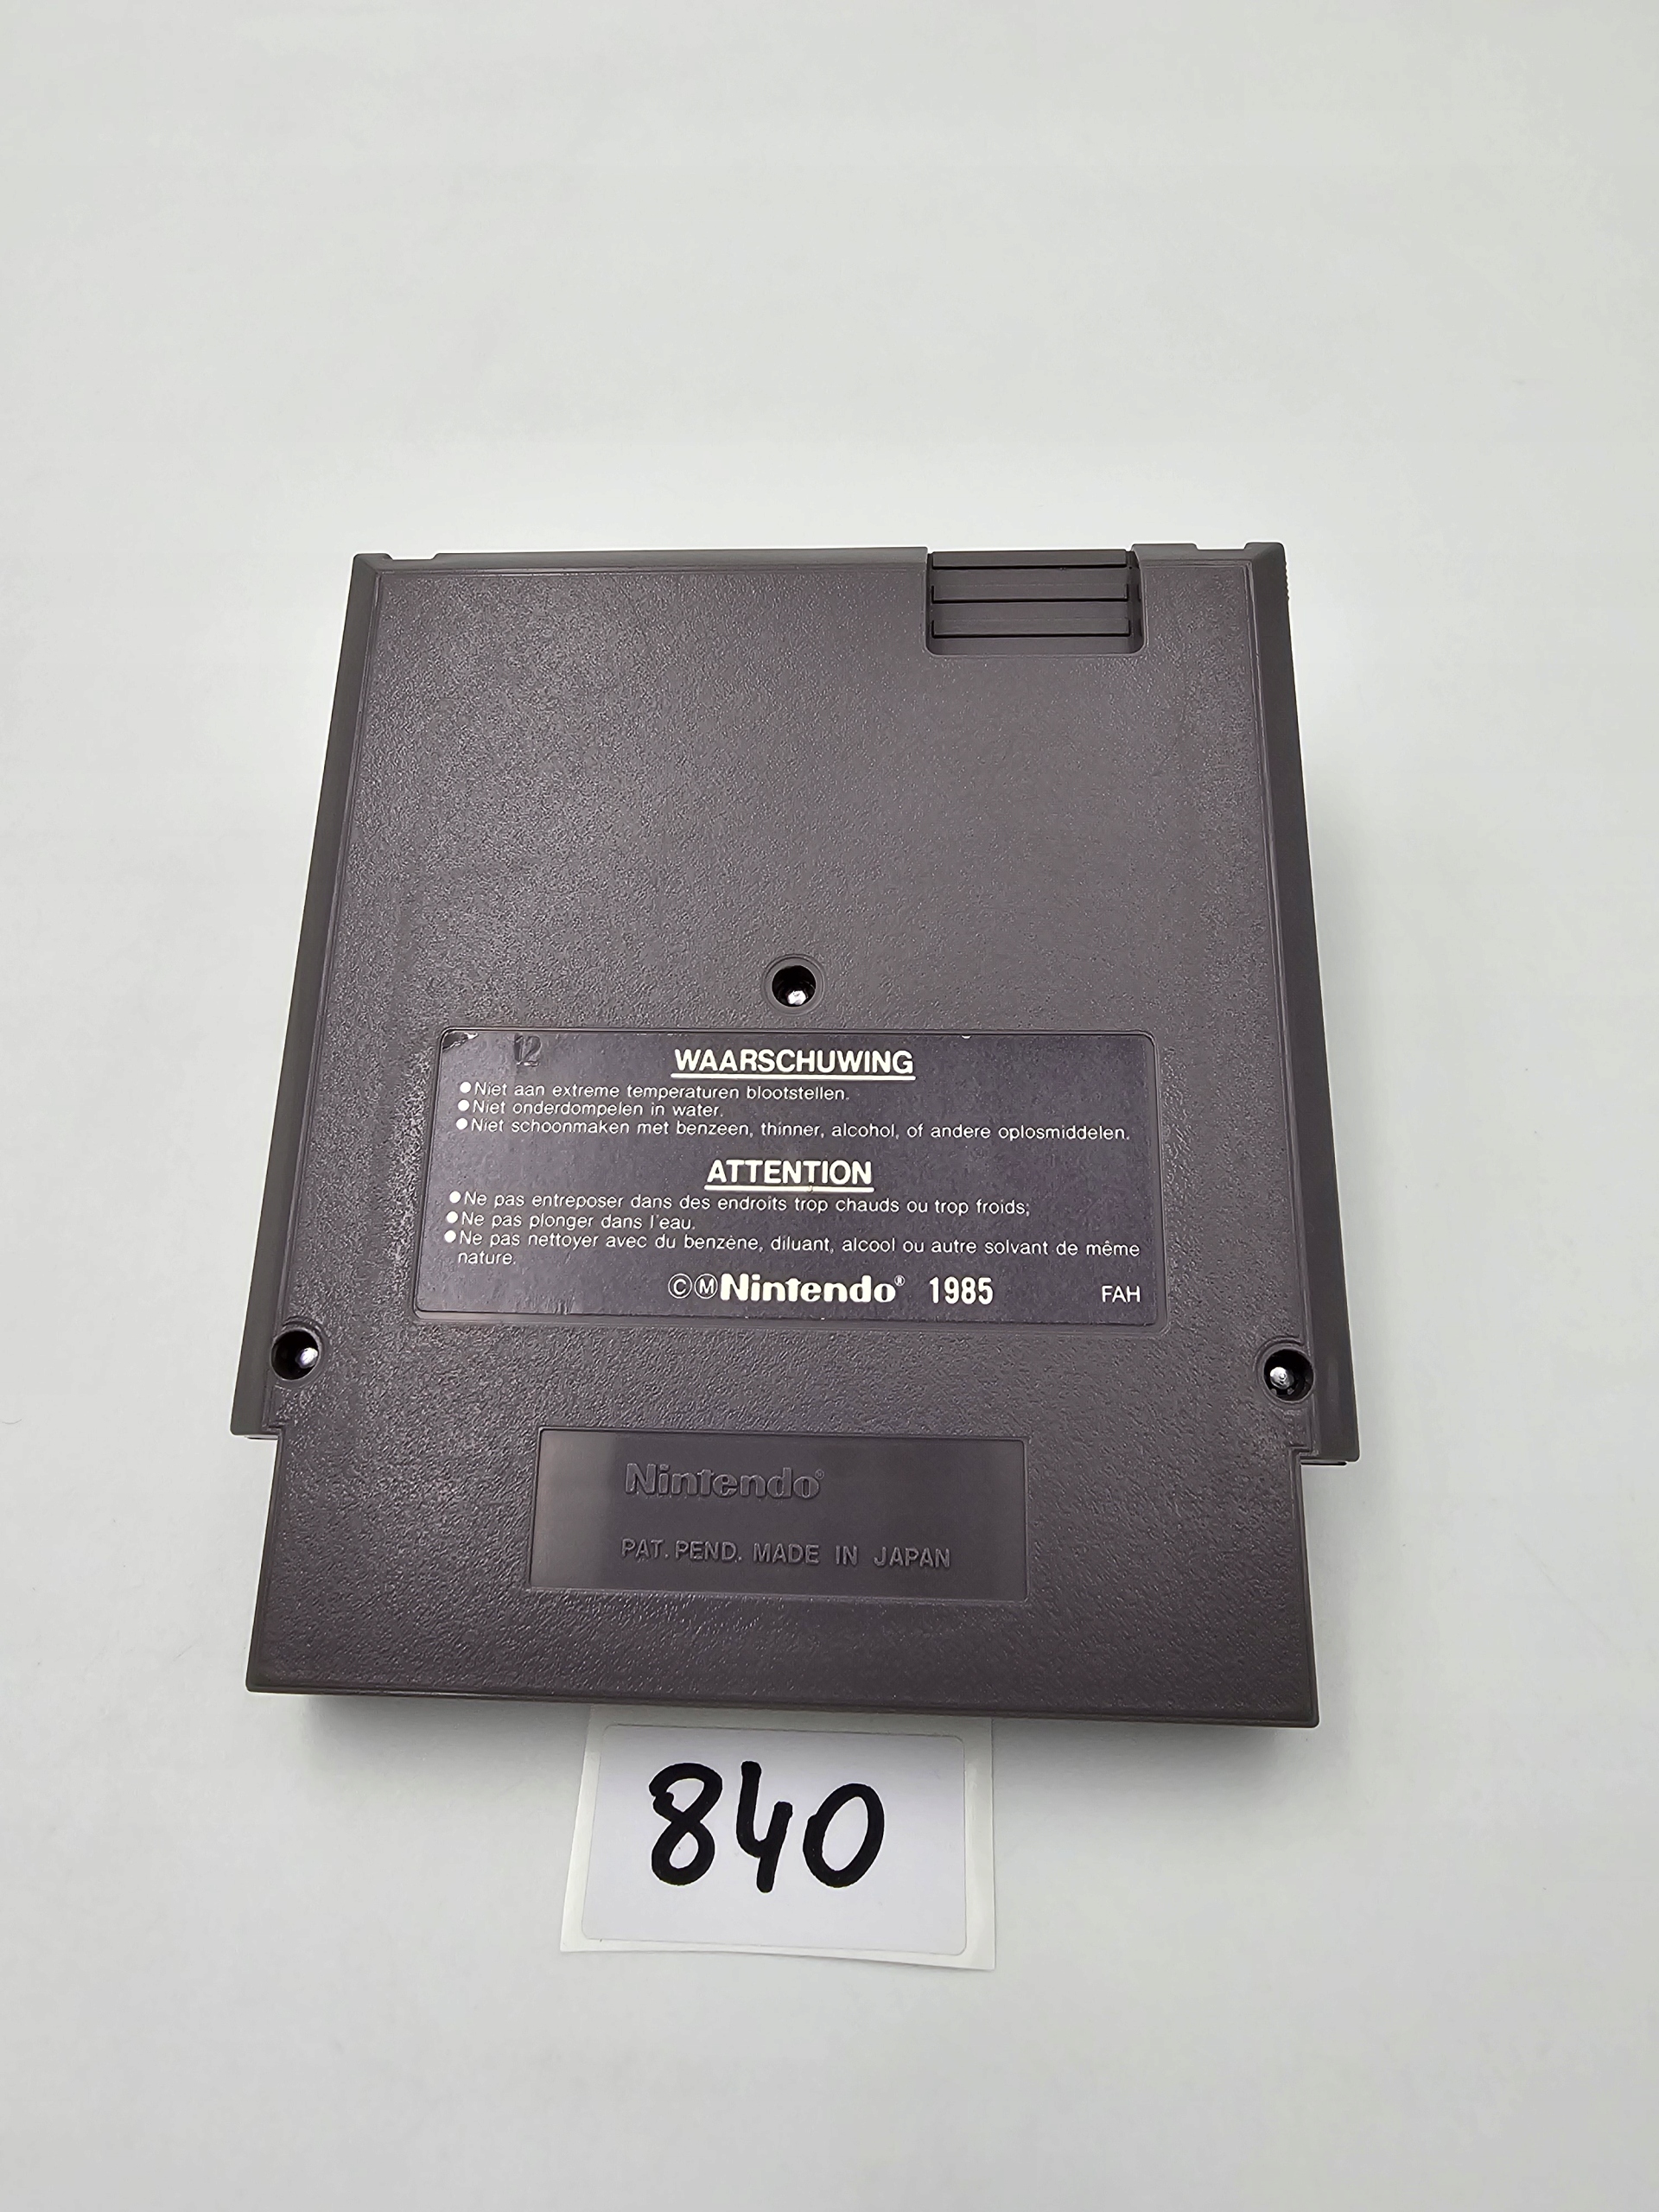 12
WAARSCHUWING
●Niet aan extreme temperaturen blootstellen.
●Niet onderdompelen in water.
●Niet schoonmaken met benzeen, thinner, alcohol, of andere oplosmiddelen.
ATTENTION
●Ne pas entreposer dans des endroits trop chauds ou trop froids;
●Ne pas plonger dans l'eau.
●Ne pas nettoyer avec du benzène, diluant, alcool ou autre solvant de même
nature.
©ⓂNintendo® 1985 FAH
Nintendo®
PAT. PEND. MADE IN JAPAN
840